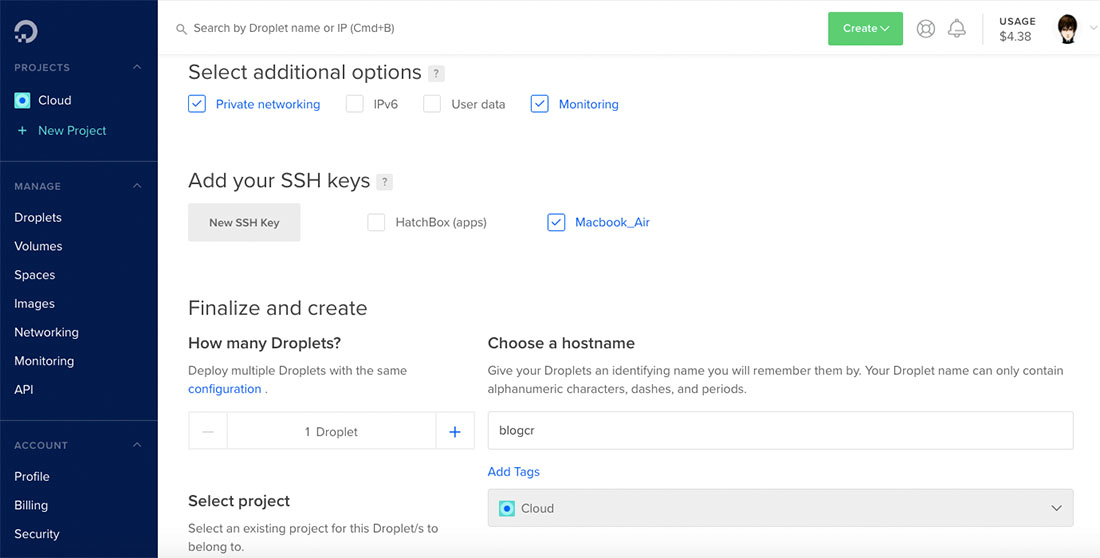 Search by Droplet name or IP (Cmd+B)
Create
USAGE
$4.38
PROJECTS
Cloud
+ New Project
MANAGE
Droplets
Volumes
Spaces
Images
Networking
Monitoring
API
ACCOUNT
Profile
Billing
Security
Select additional options ?
Private networking
IPv6
User data
Monitoring
Add your SSH keys ?
New SSH Key
HatchBox (apps)
Macbook_Air
Finalize and create
How many Droplets?
Deploy multiple Droplets with the same
configuration .
— 1 Droplet +
Choose a hostname
Give your Droplets an identifying name you will remember them by. Your Droplet name can only contain
alphanumeric characters, dashes, and periods.
blogcr
Add Tags
Select project
Select an existing project for this Droplet/s to
belong to.
Cloud